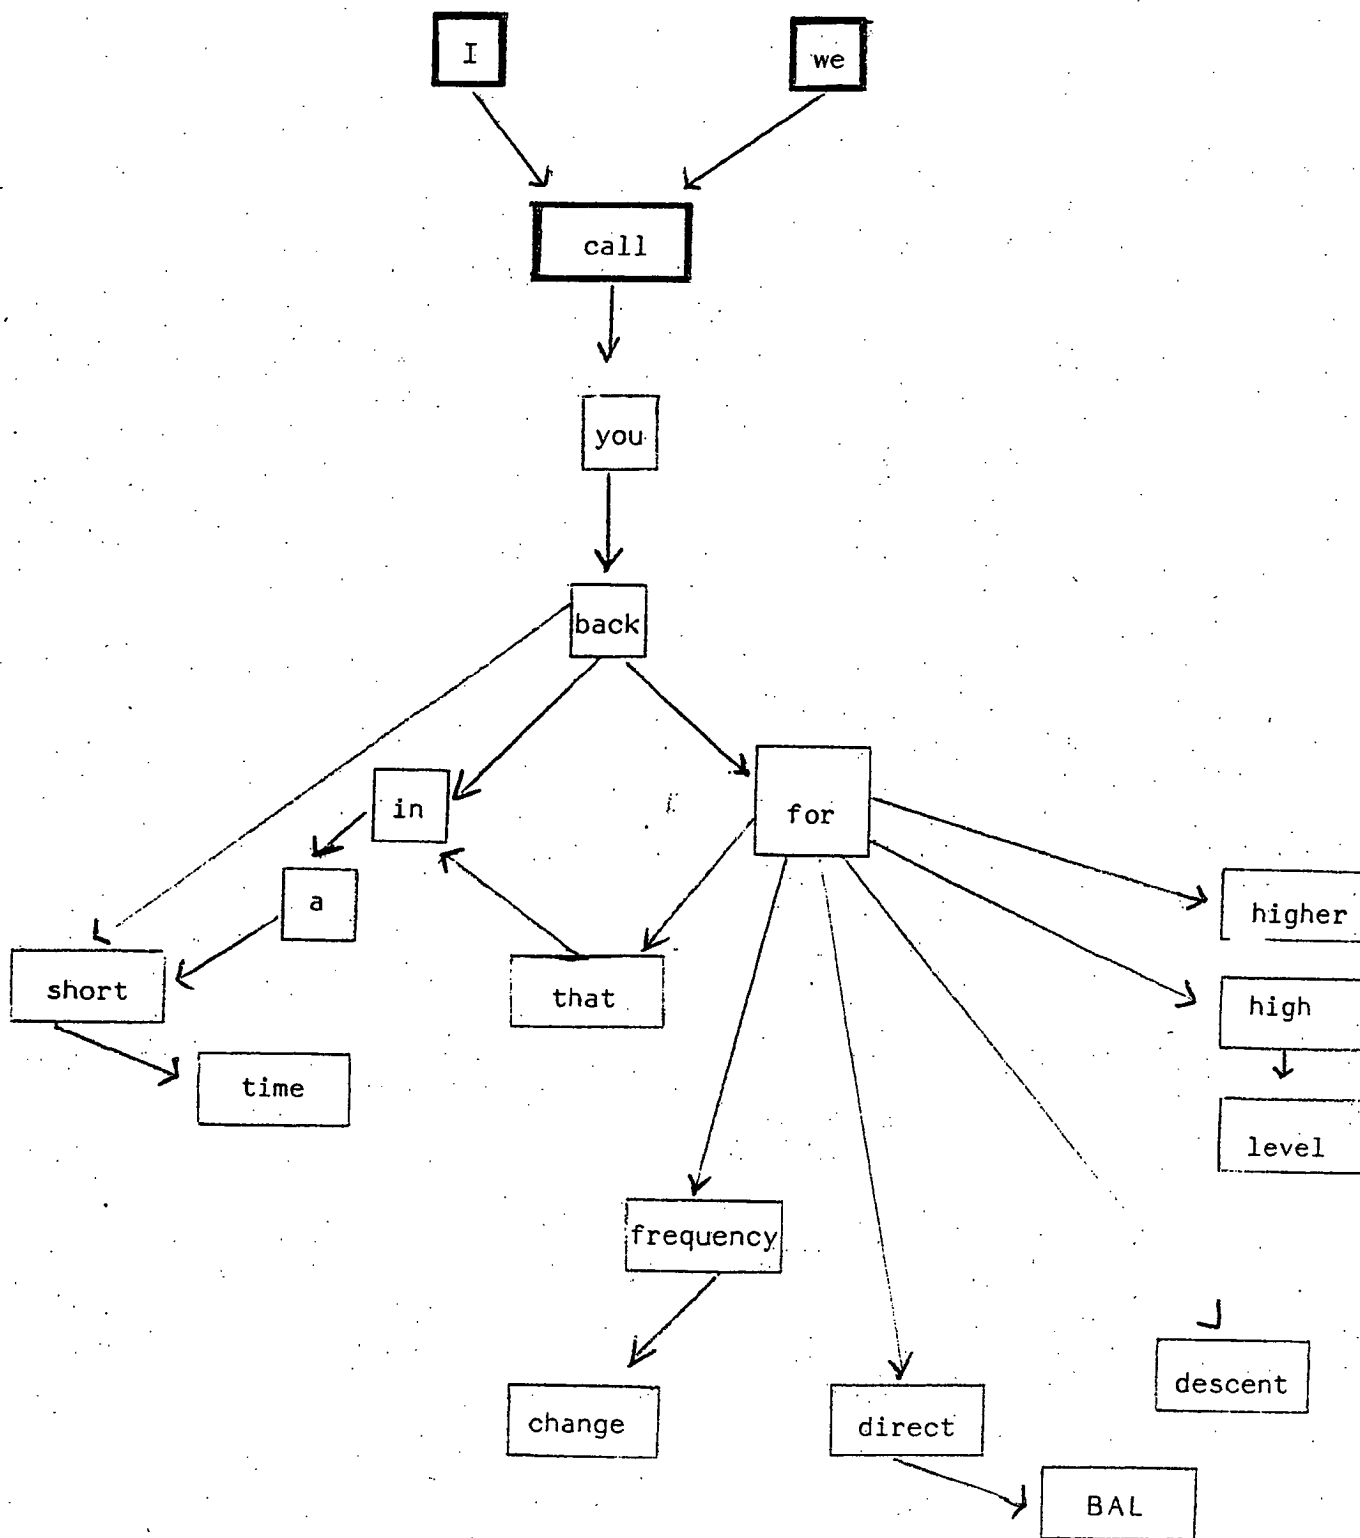 I we
call
you
back
in for
a
higher
short that high
time
level
frequency
descent
change direct
BAL